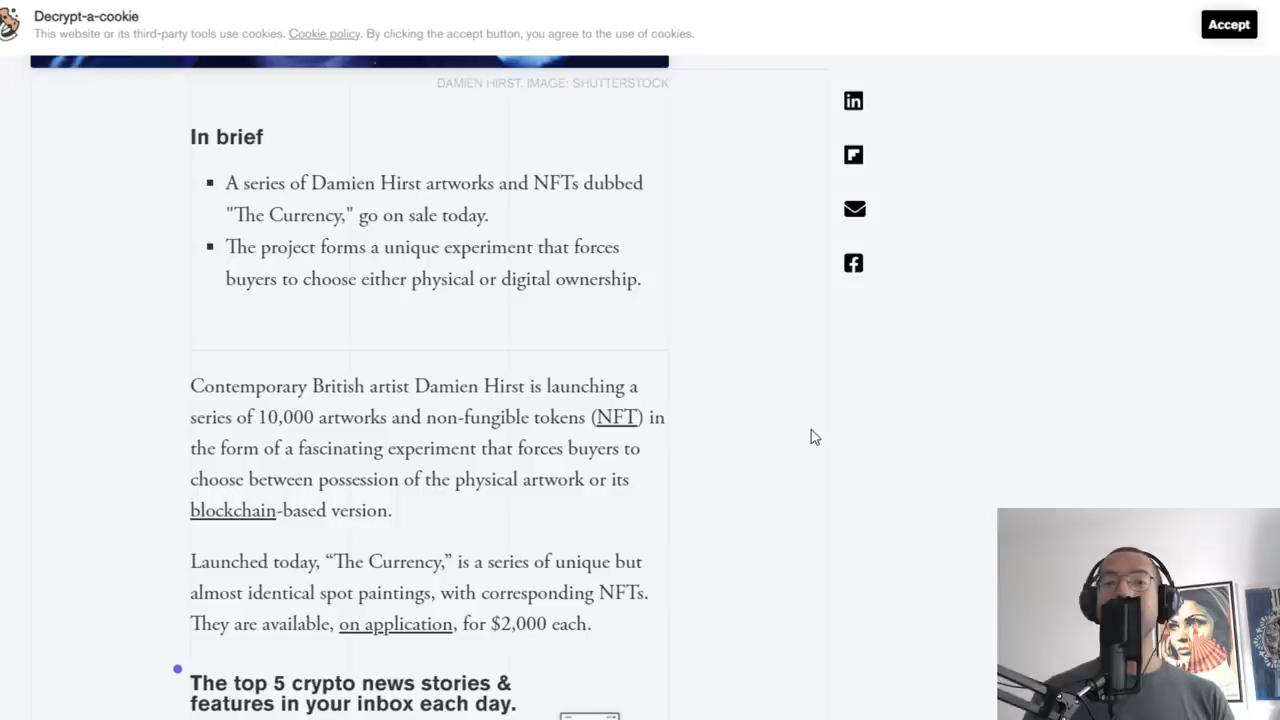 Decrypt-a-cookie
This website or its third-party tools use cookies. Cookie policy. By clicking the accept button, you agree to the use of cookies.
Accept
DAMIEN HIRST. IMAGE: SHUTTERSTOCK
In brief
A series of Damien Hirst artworks and NFTs dubbed
"The Currency," go on sale today.
The project forms a unique experiment that forces
buyers to choose either physical or digital ownership.
Contemporary British artist Damien Hirst is launching a
series of 10,000 artworks and non-fungible tokens (NFT) in
the form of a fascinating experiment that forces buyers to
choose between possession of the physical artwork or its
blockchain-based version.
Launched today, “The Currency,” is a series of unique but
almost identical spot paintings, with corresponding NFTs.
They are available, on application, for $2,000 each.
The top 5 crypto news stories &
features in your inbox each day.
in